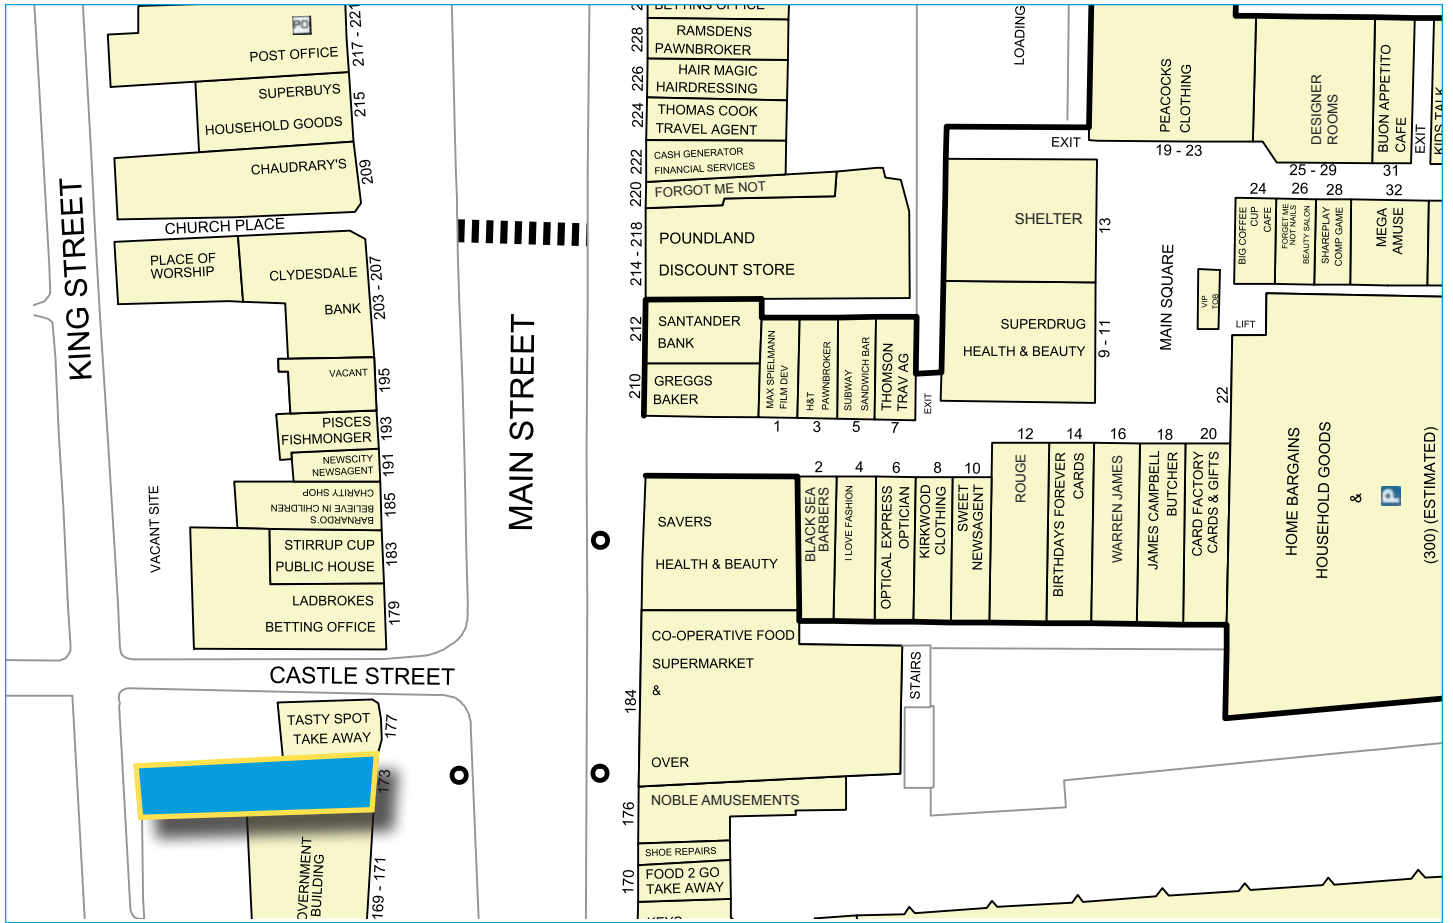 POST OFFICE
217 - 221
SUPERBUYS
HOUSEHOLD GOODS
215
CHAUDRARY'S
209
CHURCH PLACE
KING STREET
PLACE OF
WORSHIP
CLYDESDALE
BANK
203 - 207
VACANT
195
PISCES
FISHMONGER
193
NEWSCITY
NEWSAGENT
191
BARNARDO'S
BELIEVE IN CHILDREN
CHARITY SHOP
185
VACANT SITE
STIRRUP CUP
PUBLIC HOUSE
183
LADBROKES
BETTING OFFICE
179
CASTLE STREET
TASTY SPOT
TAKE AWAY
177
173
BUILDING
169 - 171
MAIN STREET
BETTING OFFICE
228
RAMSDENS
PAWNBROKER
226
HAIR MAGIC
HAIRDRESSING
224
THOMAS COOK
TRAVEL AGENT
222
CASH GENERATOR
FINANCIAL SERVICES
220
FORGOT ME NOT
214 - 218
POUNDLAND
DISCOUNT STORE
212
SANTANDER
BANK
210
GREGGS
BAKER
MAX SPIELMANN
FILM DEV
1
H&T
PAWNBROKER
3
SUBWAY
SANDWICH BAR
5
THOMSON
TRAV AG
7
EXIT
LOADING
EXIT
SHELTER
13
SUPERDRUG
HEALTH & BEAUTY
9 - 11
MAIN SQUARE
PEACOCKS
CLOTHING
19 - 23
DESIGNER
ROOMS
25 - 29
BUON APPETITO
CAFE
31
EXIT
KIDS TALK
24
BIG COFFEE
CUP
CAFE
26
FORGET ME
NOT NAILS
BEAUTY SALON
28
SHAREPLAY
COMP GAME
32
MEGA
AMUSE
VIP
TOB
LIFT
22
HOME BARGAINS
HOUSEHOLD GOODS
&
P
(300) (ESTIMATED)
SAVERS
HEALTH & BEAUTY
2
BLACK SEA
BARBERS
4
I LOVE FASHION
6
OPTICAL EXPRESS
OPTICIAN
8
KIRKWOOD
CLOTHING
10
SWEET
NEWSAGENT
12
ROUGE
14
BIRTHDAYS FOREVER
CARDS
16
WARREN JAMES
18
JAMES CAMPBELL
BUTCHER
20
CARD FACTORY
CARDS & GIFTS
CO-OPERATIVE FOOD
SUPERMARKET
&
OVER
184
STAIRS
NOBLE AMUSEMENTS
176
SHOE REPAIRS
FOOD 2 GO
TAKE AWAY
170